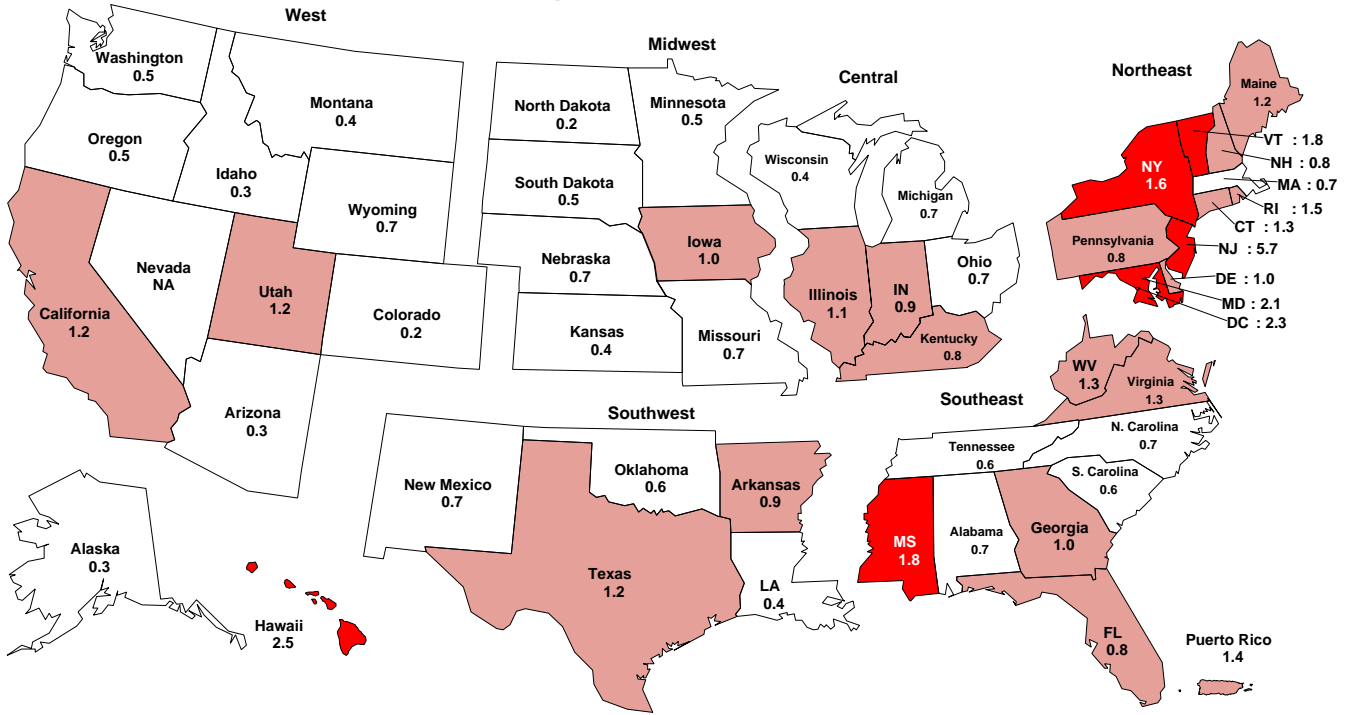 West
Washington
0.5
Oregon
0.5
Idaho
0.3
Montana
0.4
Wyoming
0.7
California
1.2
Nevada
NA
Utah
1.2
Colorado
0.2
Arizona
0.3
Alaska
0.3
Hawaii
2.5
Midwest
North Dakota
0.2
Minnesota
0.5
South Dakota
0.5
Nebraska
0.7
Iowa
1.0
Kansas
0.4
Missouri
0.7
Central
Wisconsin
0.4
Michigan
0.7
Illinois
1.1
IN
0.9
Ohio
0.7
Kentucky
0.8
Northeast
Maine
1.2
VT : 1.8
NH : 0.8
MA : 0.7
RI : 1.5
CT : 1.3
NJ : 5.7
DE : 1.0
MD : 2.1
DC : 2.3
NY
1.6
Pennsylvania
0.8
Southwest
New Mexico
0.7
Oklahoma
0.6
Arkansas
0.9
Texas
1.2
LA
0.4
Southeast
WV
1.3
Virginia
1.3
Tennessee
0.6
N. Carolina
0.7
S. Carolina
0.6
MS
1.8
Alabama
0.7
Georgia
1.0
FL
0.8
Puerto Rico
1.4